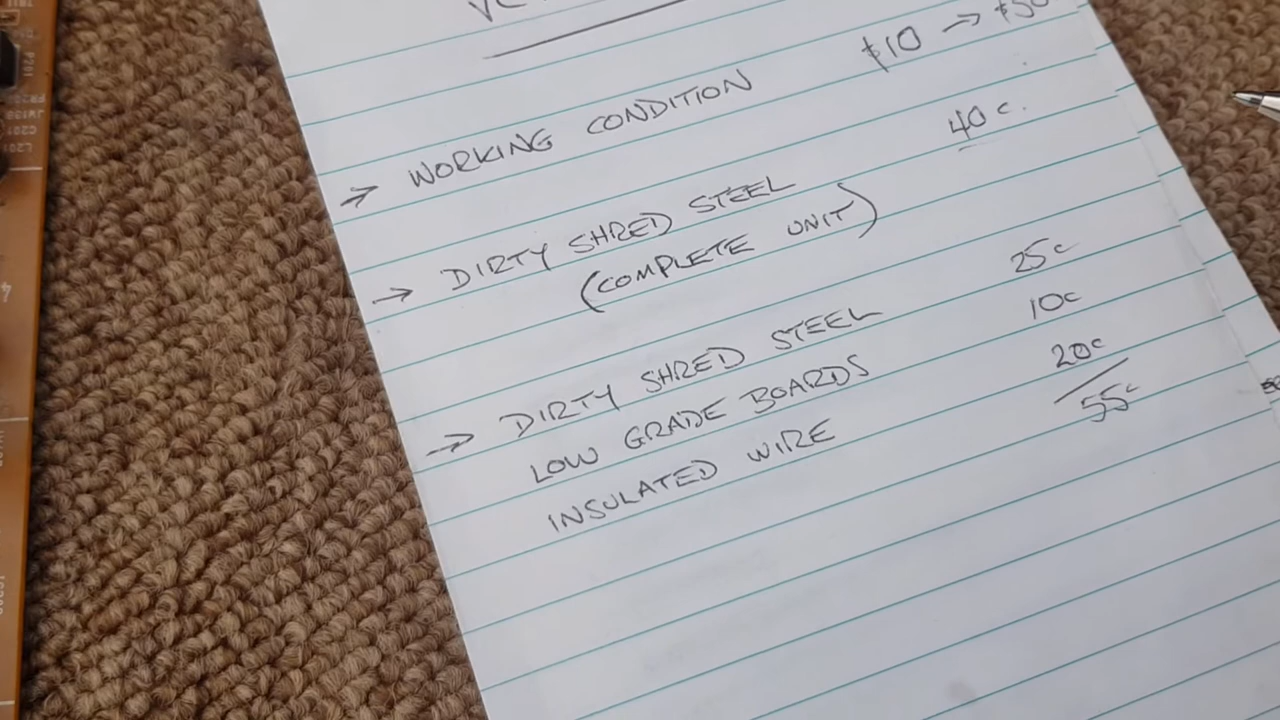 → WORKING CONDITION $10 →
→ DIRTY SHRED STEEL 40c.
(COMPLETE UNIT)
→ DIRTY SHRED STEEL 25c
LOW GRADE BOARDS 10c
INSULATED WIRE 20c
55c